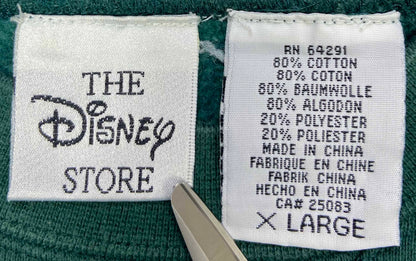 THE
DISNEY
STORE
RN 64291
80% COTTON
80% COTON
80% BAUMWOLLE
80% ALGODON
20% POLYESTER
20% POLIESTER
MADE IN CHINA
FABRIQUE EN CHINE
FABRIK CHINA
HECHO EN CHINA
CA# 25083
X LARGE